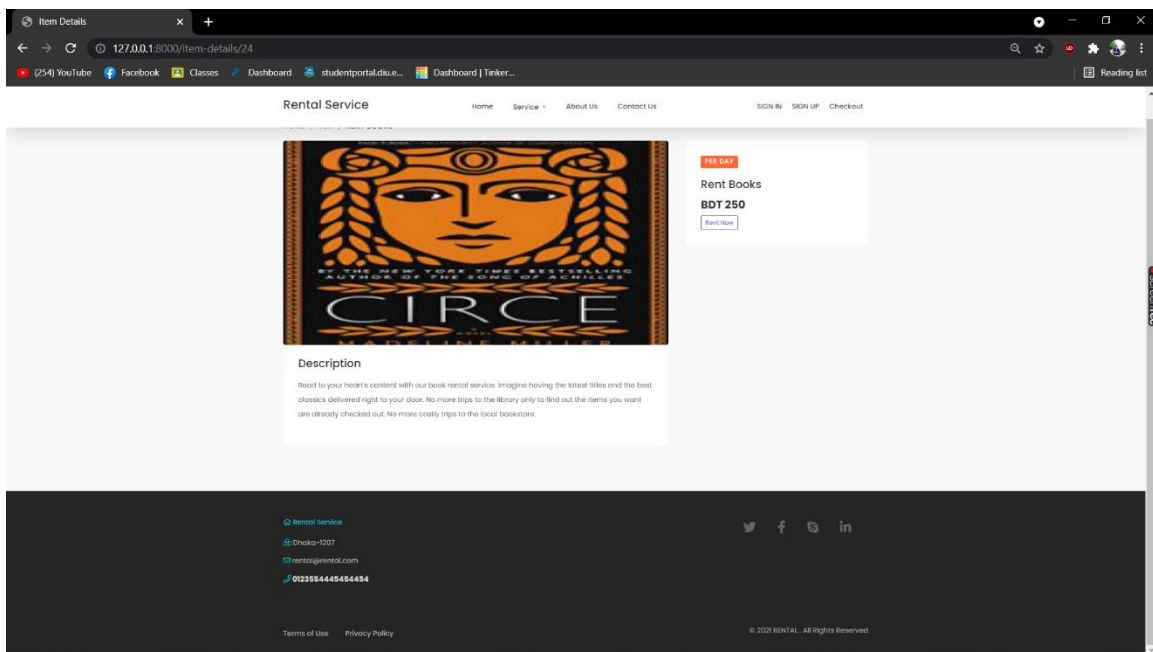 Item Details
127.0.0.1:8000/item-details/24
(254) YouTube Facebook Classes Dashboard studentportal.diu.e... Dashboard | Tinker... Reading list
Rental Service Home Service About Us Contact Us SIGN IN SIGN UP Checkout
PER DAY
Rent Books
BDT 250
Rent Now
BY THE NEW YORK TIMES BESTSELLING
AUTHOR OF THE SONG OF ACHILLES
CIRCE
MADELINE MILLER
Description
Read to your heart's content with our book rental service. Imagine having the latest titles and the best
classics delivered right to your door. No more trips to the library only to find out the items you want
are already checked out. No more costly trips to the local bookstore.
Rental Service
Dhaka-1207
rental@rental.com
0123554445454454
Terms of Use Privacy Policy
© 2021 RENTAL . All Rights Reserved